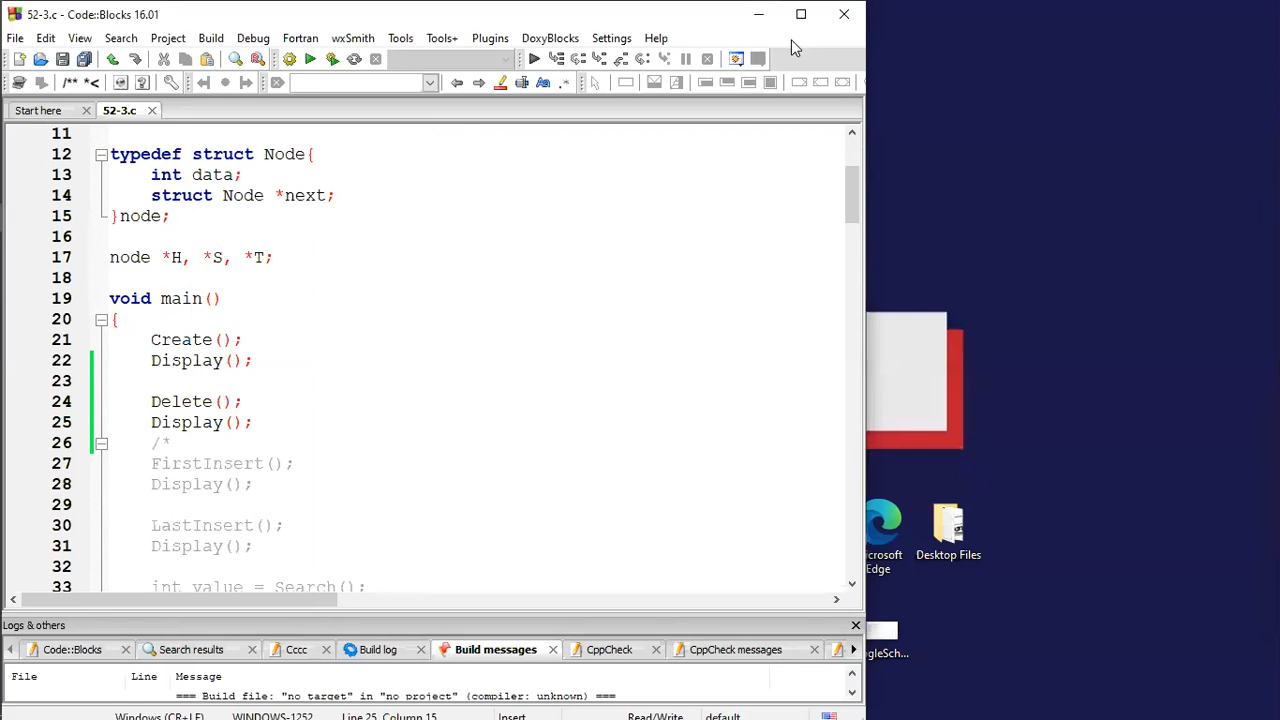 52-3.c - Code::Blocks 16.01
File Edit View Search Project Build Debug Fortran wxSmith Tools Tools+ Plugins DoxyBlocks Settings Help
/** *<
Start here 52-3.c
11
12 typedef struct Node{
13 int data;
14 struct Node *next;
15 }node;
16
17 node *H, *S, *T;
18
19 void main()
20 {
21 Create();
22 Display();
23
24 Delete();
25 Display();
26 /*
27 FirstInsert();
28 Display();
29
30 LastInsert();
31 Display();
32
33 int value = Search();
Logs & others
Code::Blocks Search results Cccc Build log Build messages CppCheck CppCheck messages
File Line Message
=== Build file: "no target" in "no project" (compiler: unknown) ===
Windows (CR+LF) WINDOWS-1252 Line 25, Column 15 Insert Read/Write default
Desktop Files
Edge